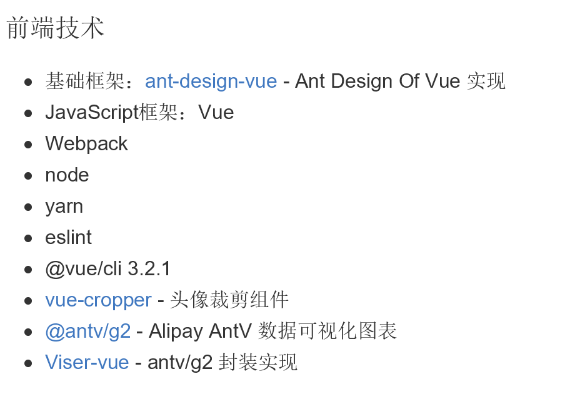 前端技术
基础框架：ant-design-vue - Ant Design Of Vue 实现
JavaScript框架：Vue
Webpack
node
yarn
eslint
@vue/cli 3.2.1
vue-cropper - 头像裁剪组件
@antv/g2 - Alipay AntV 数据可视化图表
Viser-vue - antv/g2 封装实现